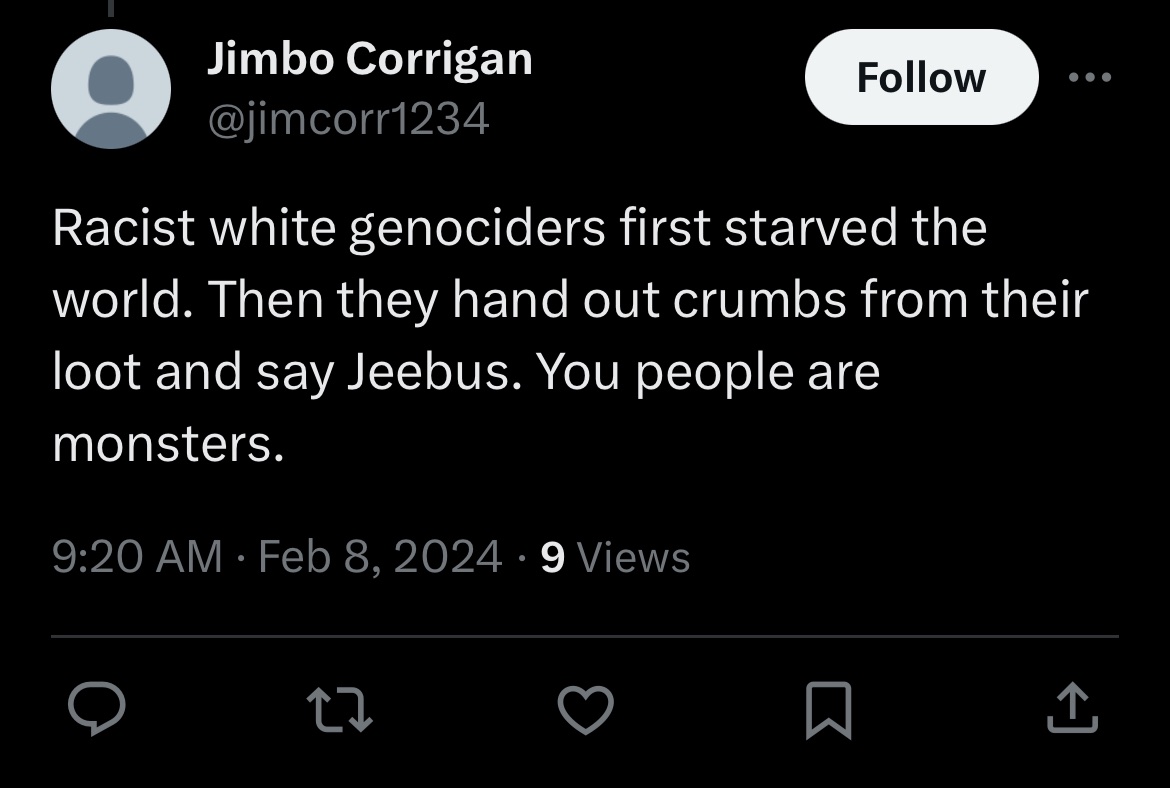 Jimbo Corrigan
@jimcorr1234
Follow
Racist white genociders first starved the
world. Then they hand out crumbs from their
loot and say Jeebus. You people are
monsters.
9:20 AM · Feb 8, 2024 · 9 Views